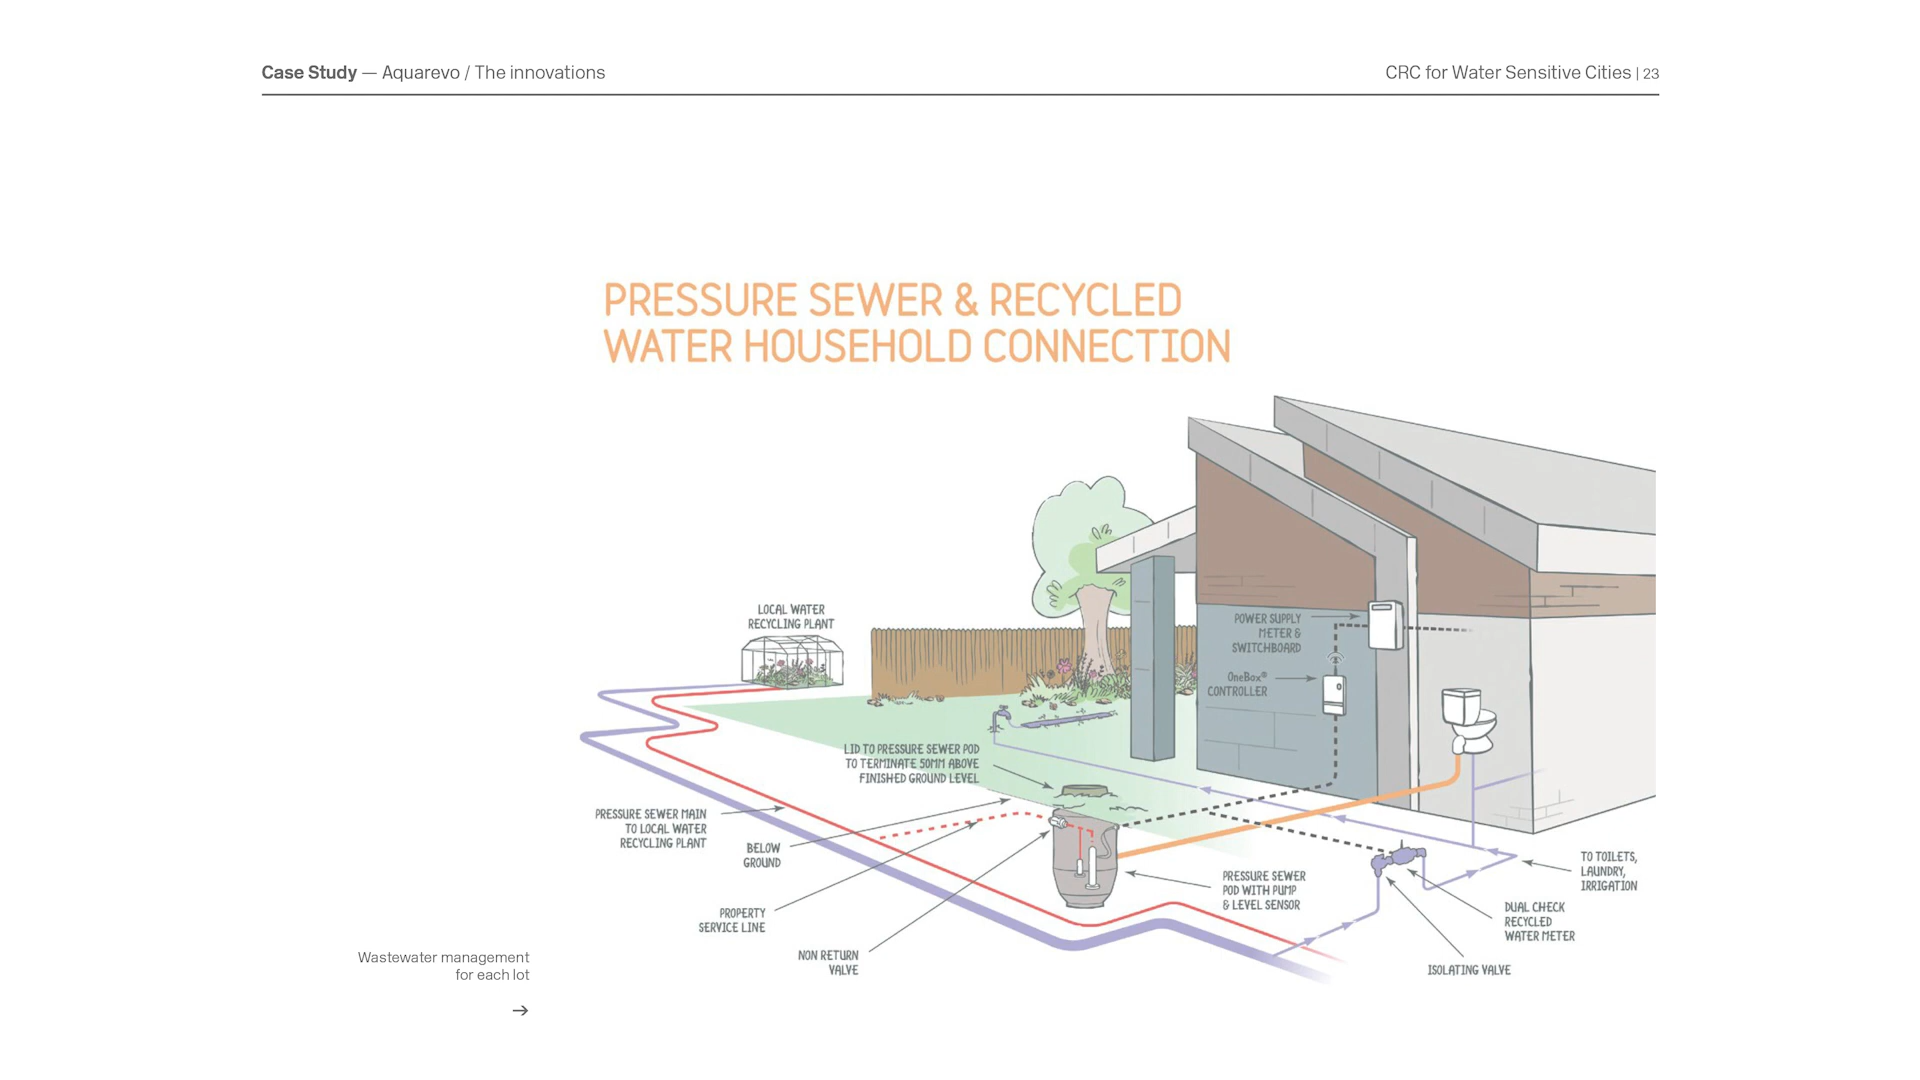 Case Study — Aquarevo / The innovations
CRC for Water Sensitive Cities | 23
PRESSURE SEWER & RECYCLED
WATER HOUSEHOLD CONNECTION
LOCAL WATER
RECYCLING PLANT
POWER SUPPLY
METER &
SWITCHBOARD
OneBox®
CONTROLLER
LID TO PRESSURE SEWER POD
TO TERMINATE 50MM ABOVE
FINISHED GROUND LEVEL
PRESSURE SEWER MAIN
TO LOCAL WATER
RECYCLING PLANT
BELOW
GROUND
PROPERTY
SERVICE LINE
NON RETURN
VALVE
PRESSURE SEWER
POD WITH PUMP
& LEVEL SENSOR
TO TOILETS,
LAUNDRY,
IRRIGATION
DUAL CHECK
RECYCLED
WATER METER
ISOLATING VALVE
Wastewater management
for each lot
→